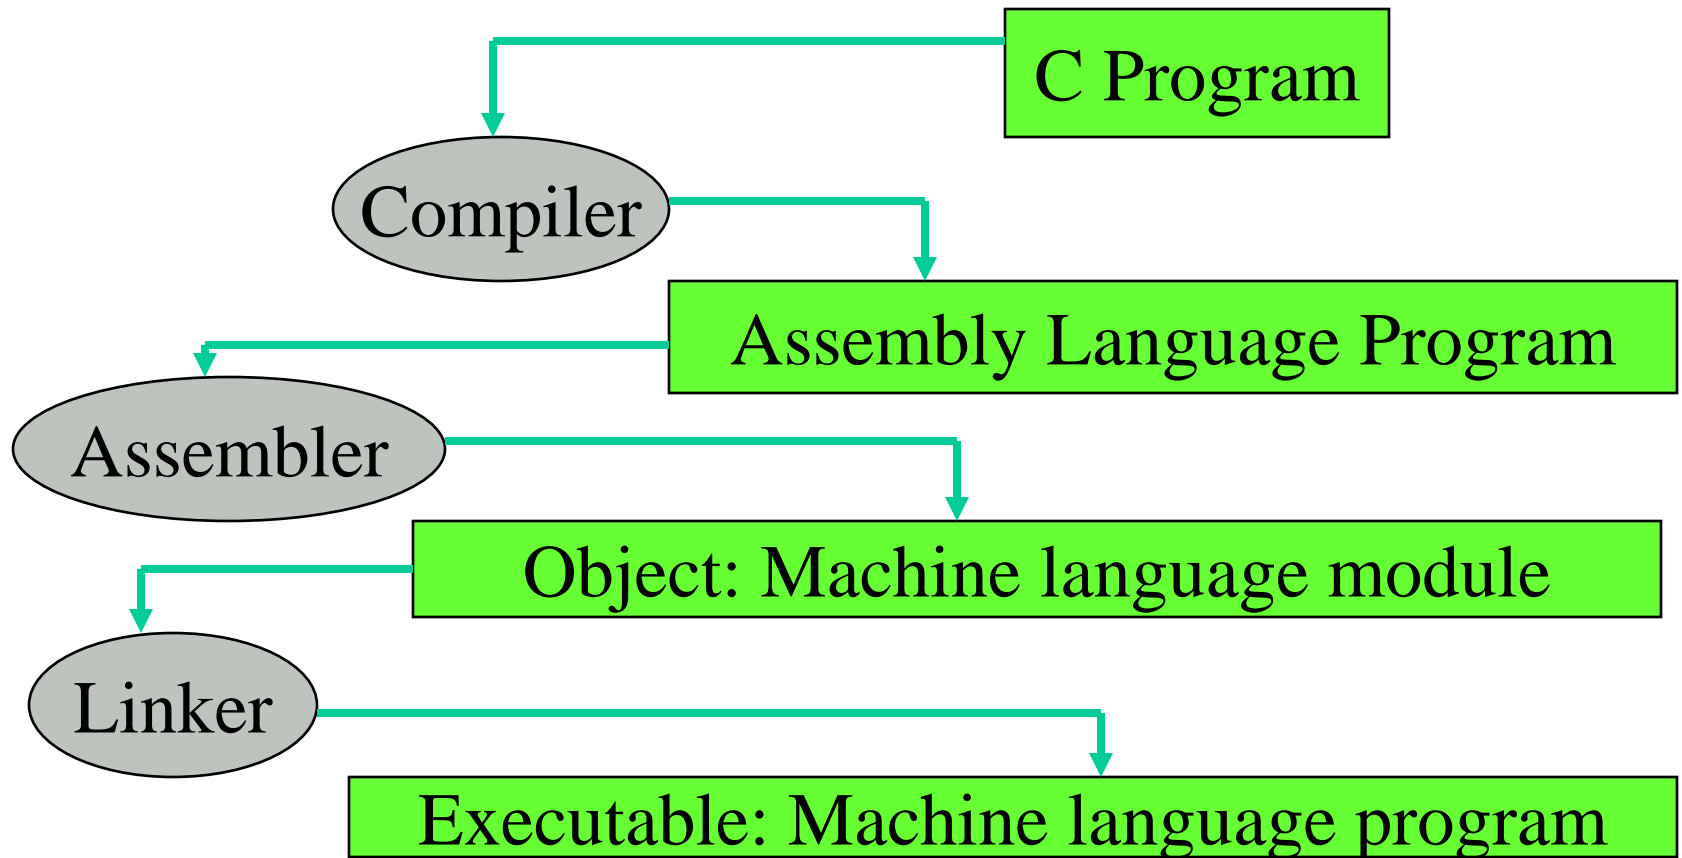 C Program
Compiler
Assembly Language Program
Assembler
Object: Machine language module
Linker
Executable: Machine language program